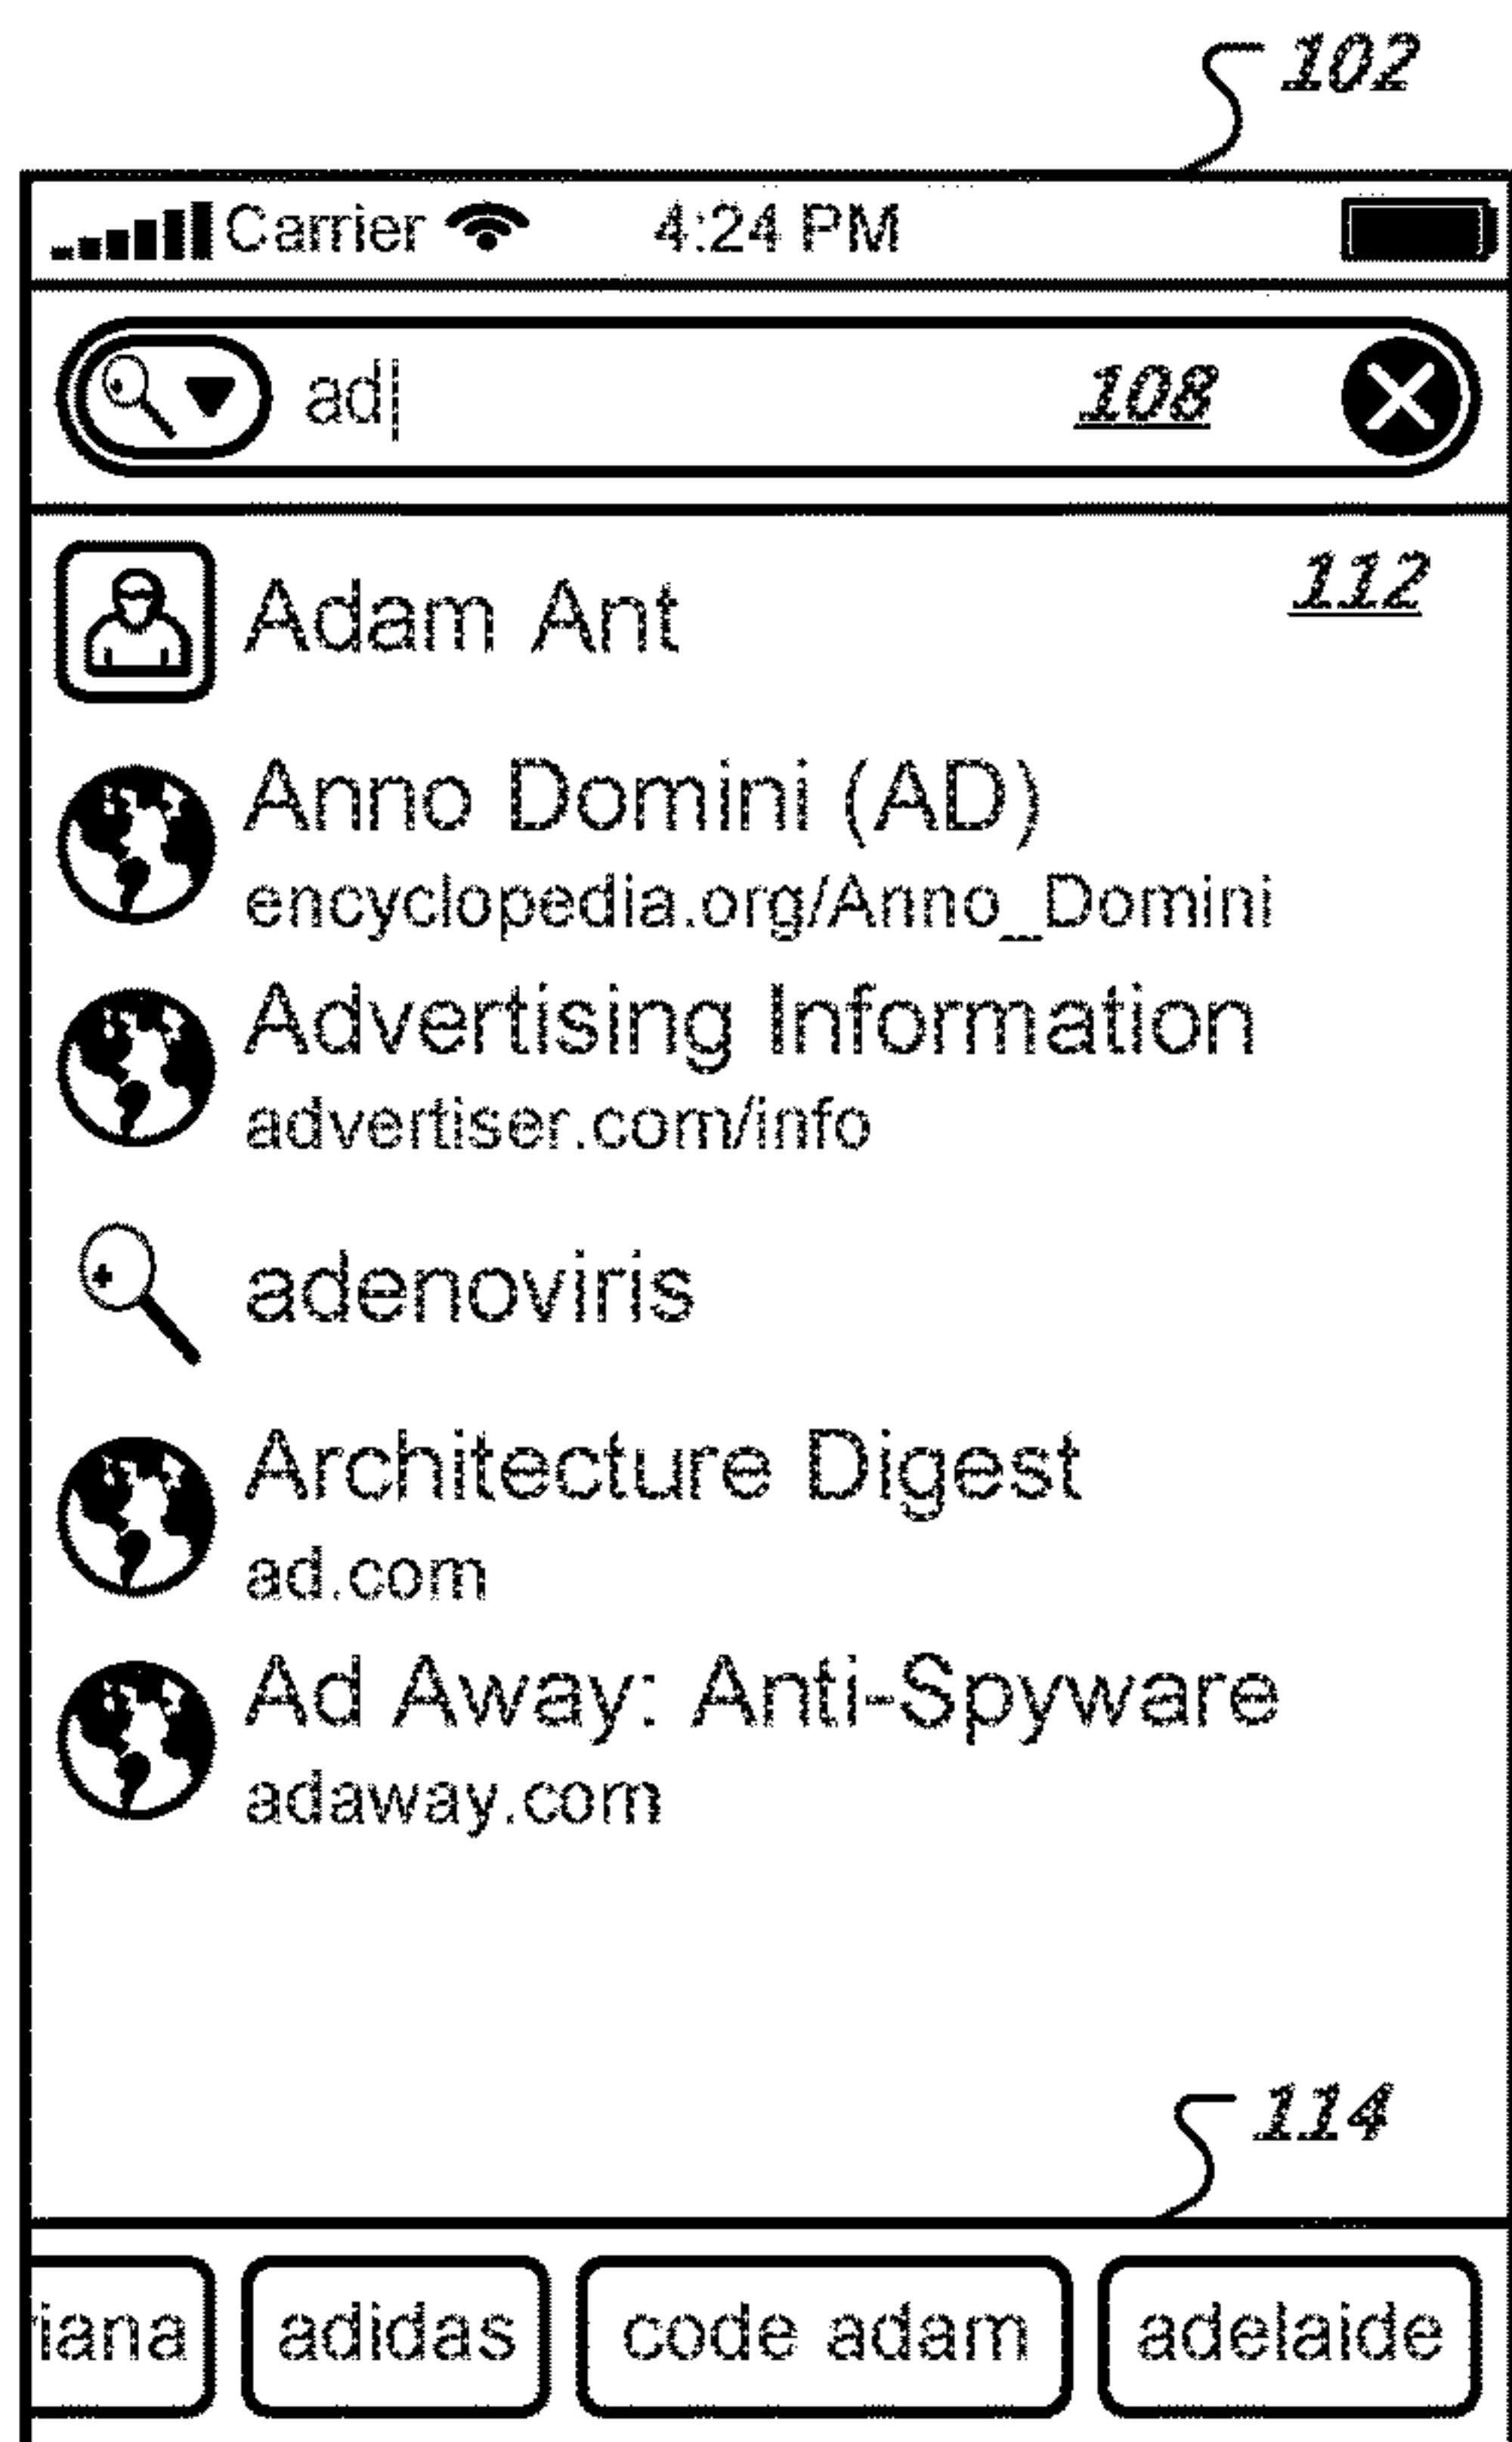 102
Carrier 4:24 PM
ad 108
Adam Ant 112
Anno Domini (AD)
encyclopedia.org/Anno_Domini
Advertising Information
advertiser.com/info
adenoviris
Architecture Digest
ad.com
Ad Away: Anti-Spyware
adaway.com
114
iana adidas code adam adelaide